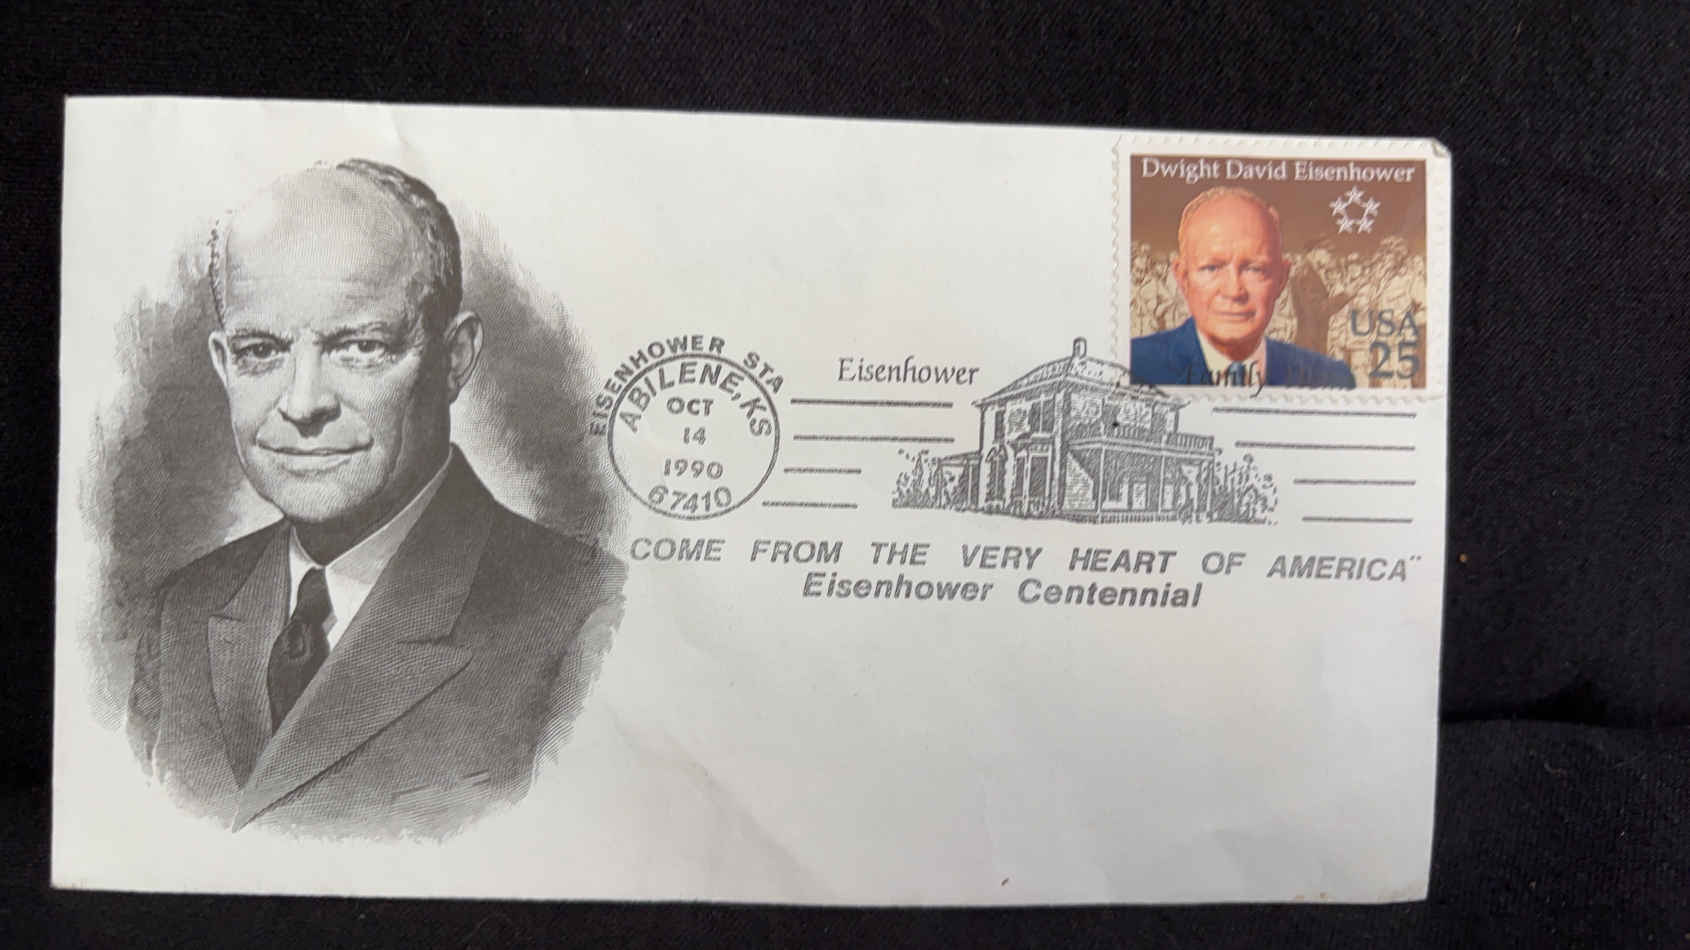 Dwight David Eisenhower
USA
25
EISENHOWER STA
ABILENE, KS
OCT
14
1990
67410
Eisenhower Family
COME FROM THE VERY HEART OF AMERICA"
Eisenhower Centennial